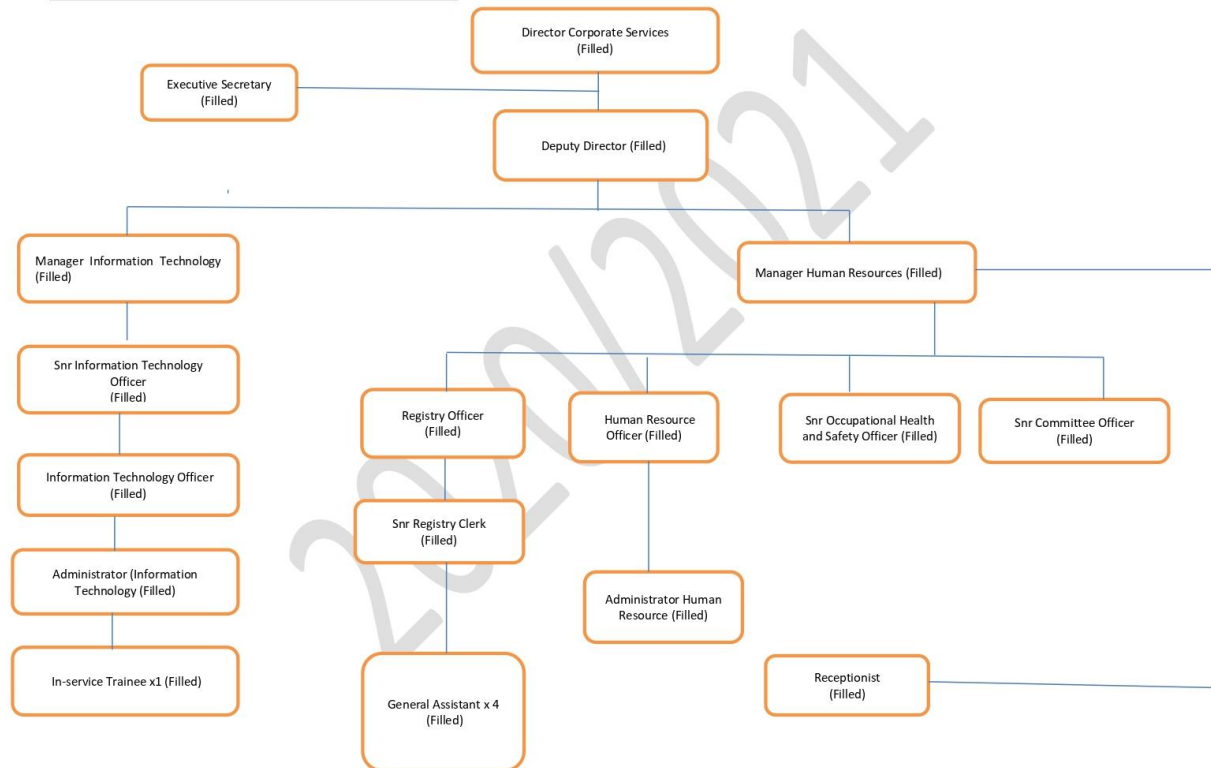 Director Corporate Services
(Filled)
Executive Secretary
(Filled)
Deputy Director (Filled)
Manager Information Technology
(Filled)
Manager Human Resources (Filled)
Snr Information Technology
Officer
(Filled)
Registry Officer
(Filled)
Human Resource
Officer (Filled)
Snr Occupational Health
and Safety Officer (Filled)
Snr Committee Officer
(Filled)
Information Technology Officer
(Filled)
Snr Registry Clerk
(Filled)
Administrator (Information
Technology (Filled)
Administrator Human
Resource (Filled)
In-service Trainee x1 (Filled)
General Assistant x 4
(Filled)
Receptionist
(Filled)
2220/2021